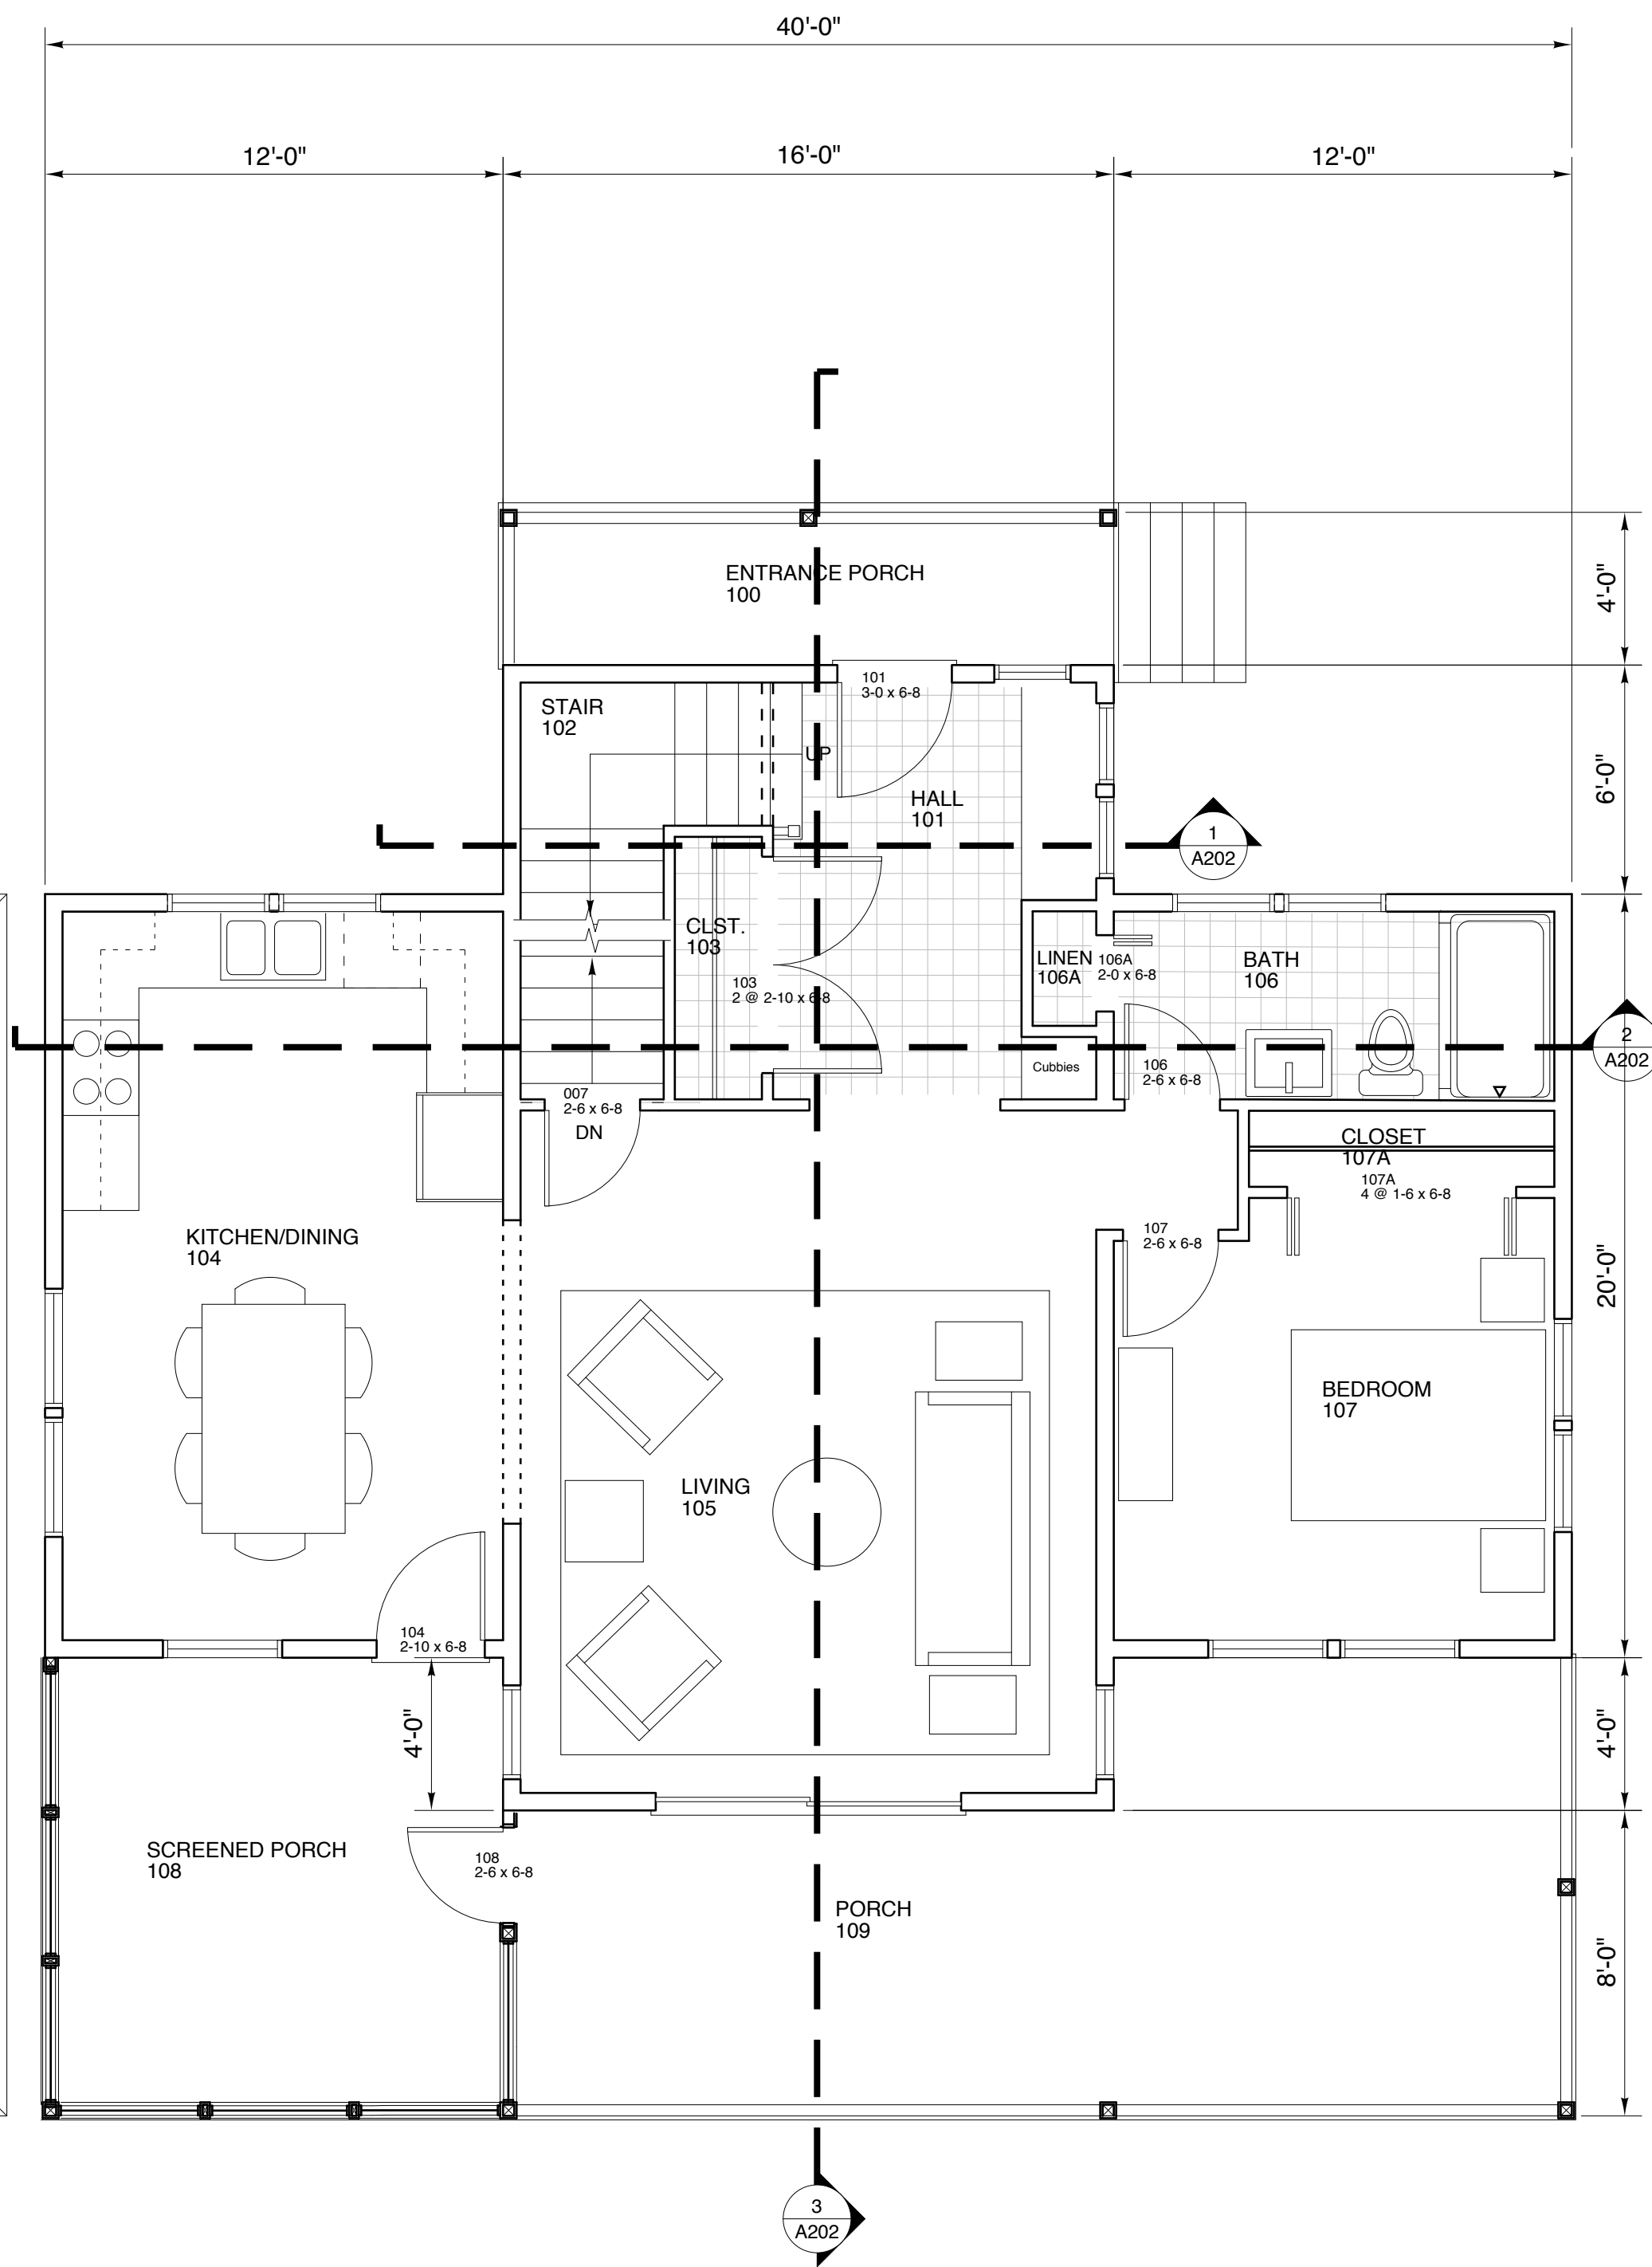 40'-0"
12'-0"
16'-0"
12'-0"
ENTRANCE PORCH
100
4'-0"
101
3-0 x 6-8
STAIR
102
UP
HALL
101
6'-0"
1
A202
CLST.
103
103
2 @ 2-10 x 6-8
LINEN
106A
106A
2-0 x 6-8
BATH
106
2
A202
Cubbies
106
2-6 x 6-8
007
2-6 x 6-8
DN
CLOSET
107A
107A
4 @ 1-6 x 6-8
KITCHEN/DINING
104
107
2-6 x 6-8
20'-0"
BEDROOM
107
LIVING
105
104
2-10 x 6-8
4'-0"
4'-0"
SCREENED PORCH
108
108
2-6 x 6-8
PORCH
109
8'-0"
3
A202